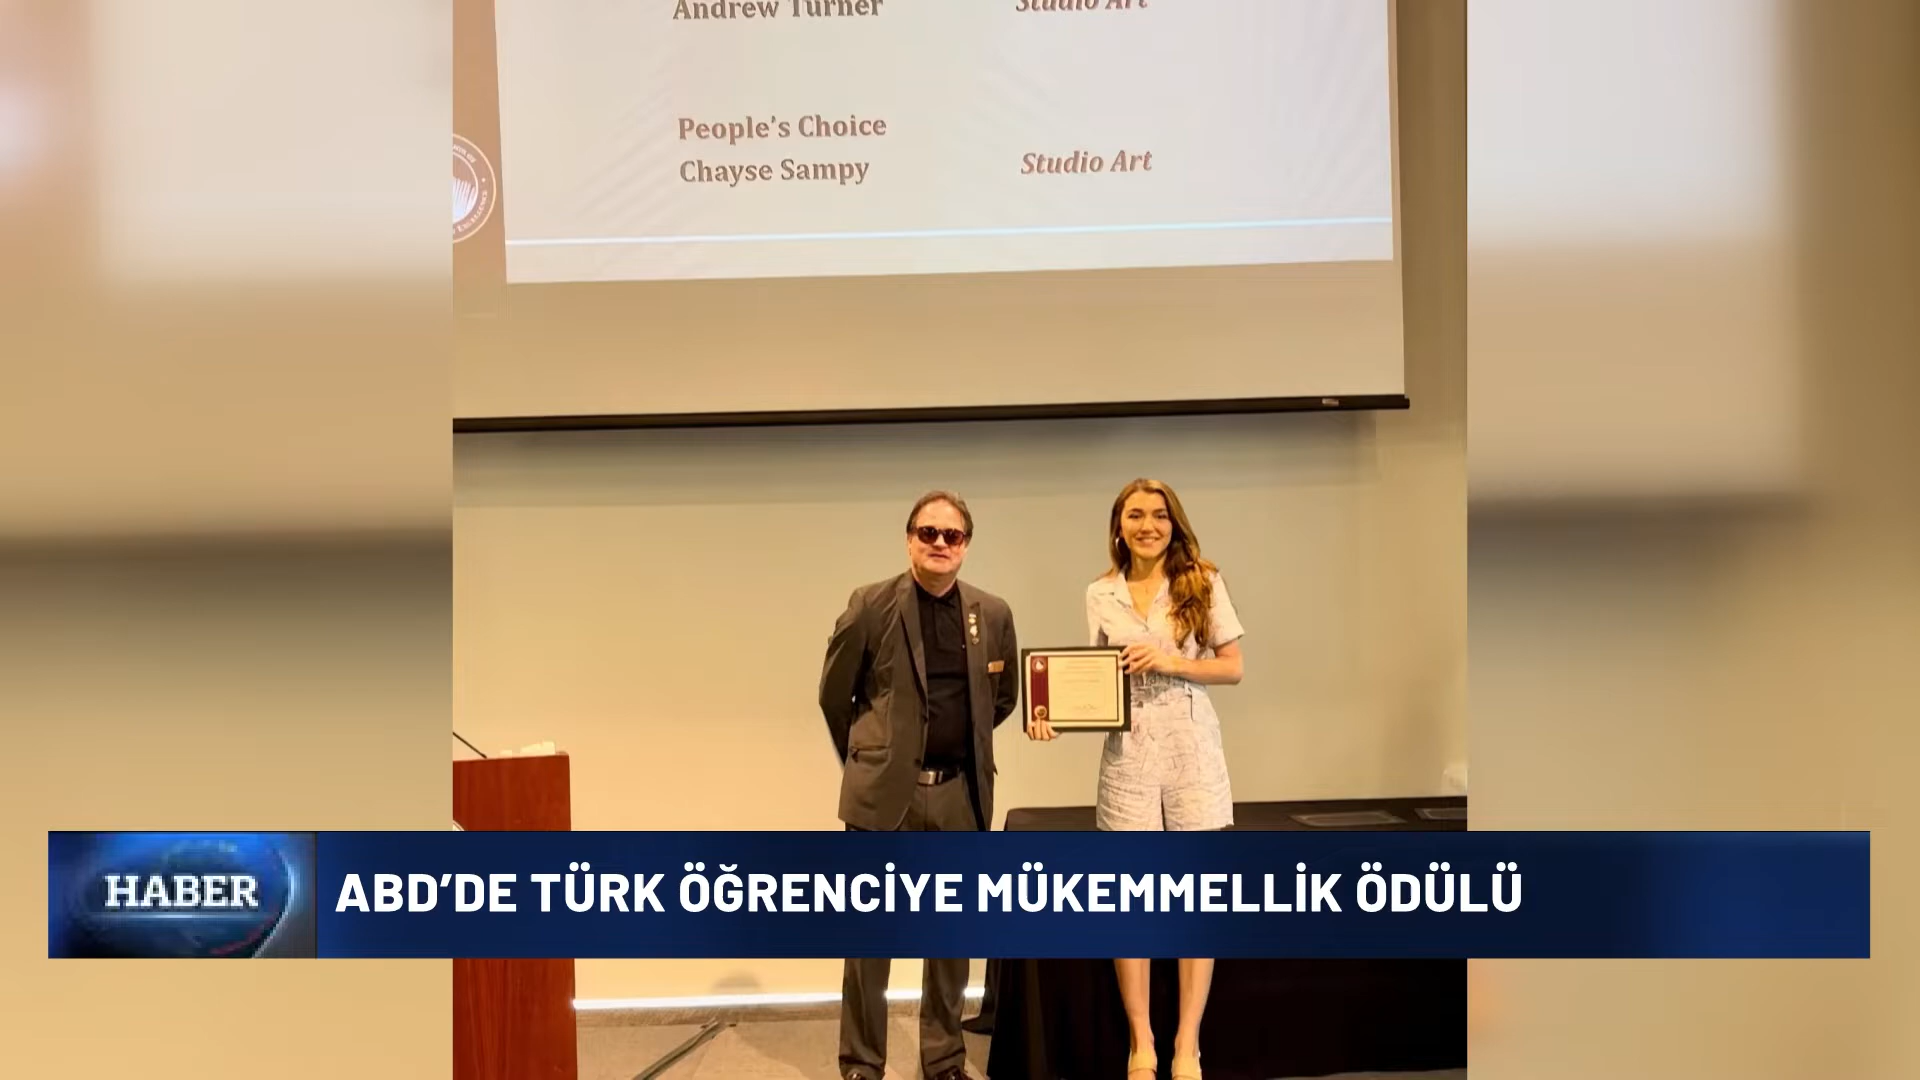 Andrew Turner
Studio Art
People's Choice
Chayse Sampy
Studio Art
HABER
ABD'DE TÜRK ÖĞRENCİYE MÜKEMMELLİK ÖDÜLÜ